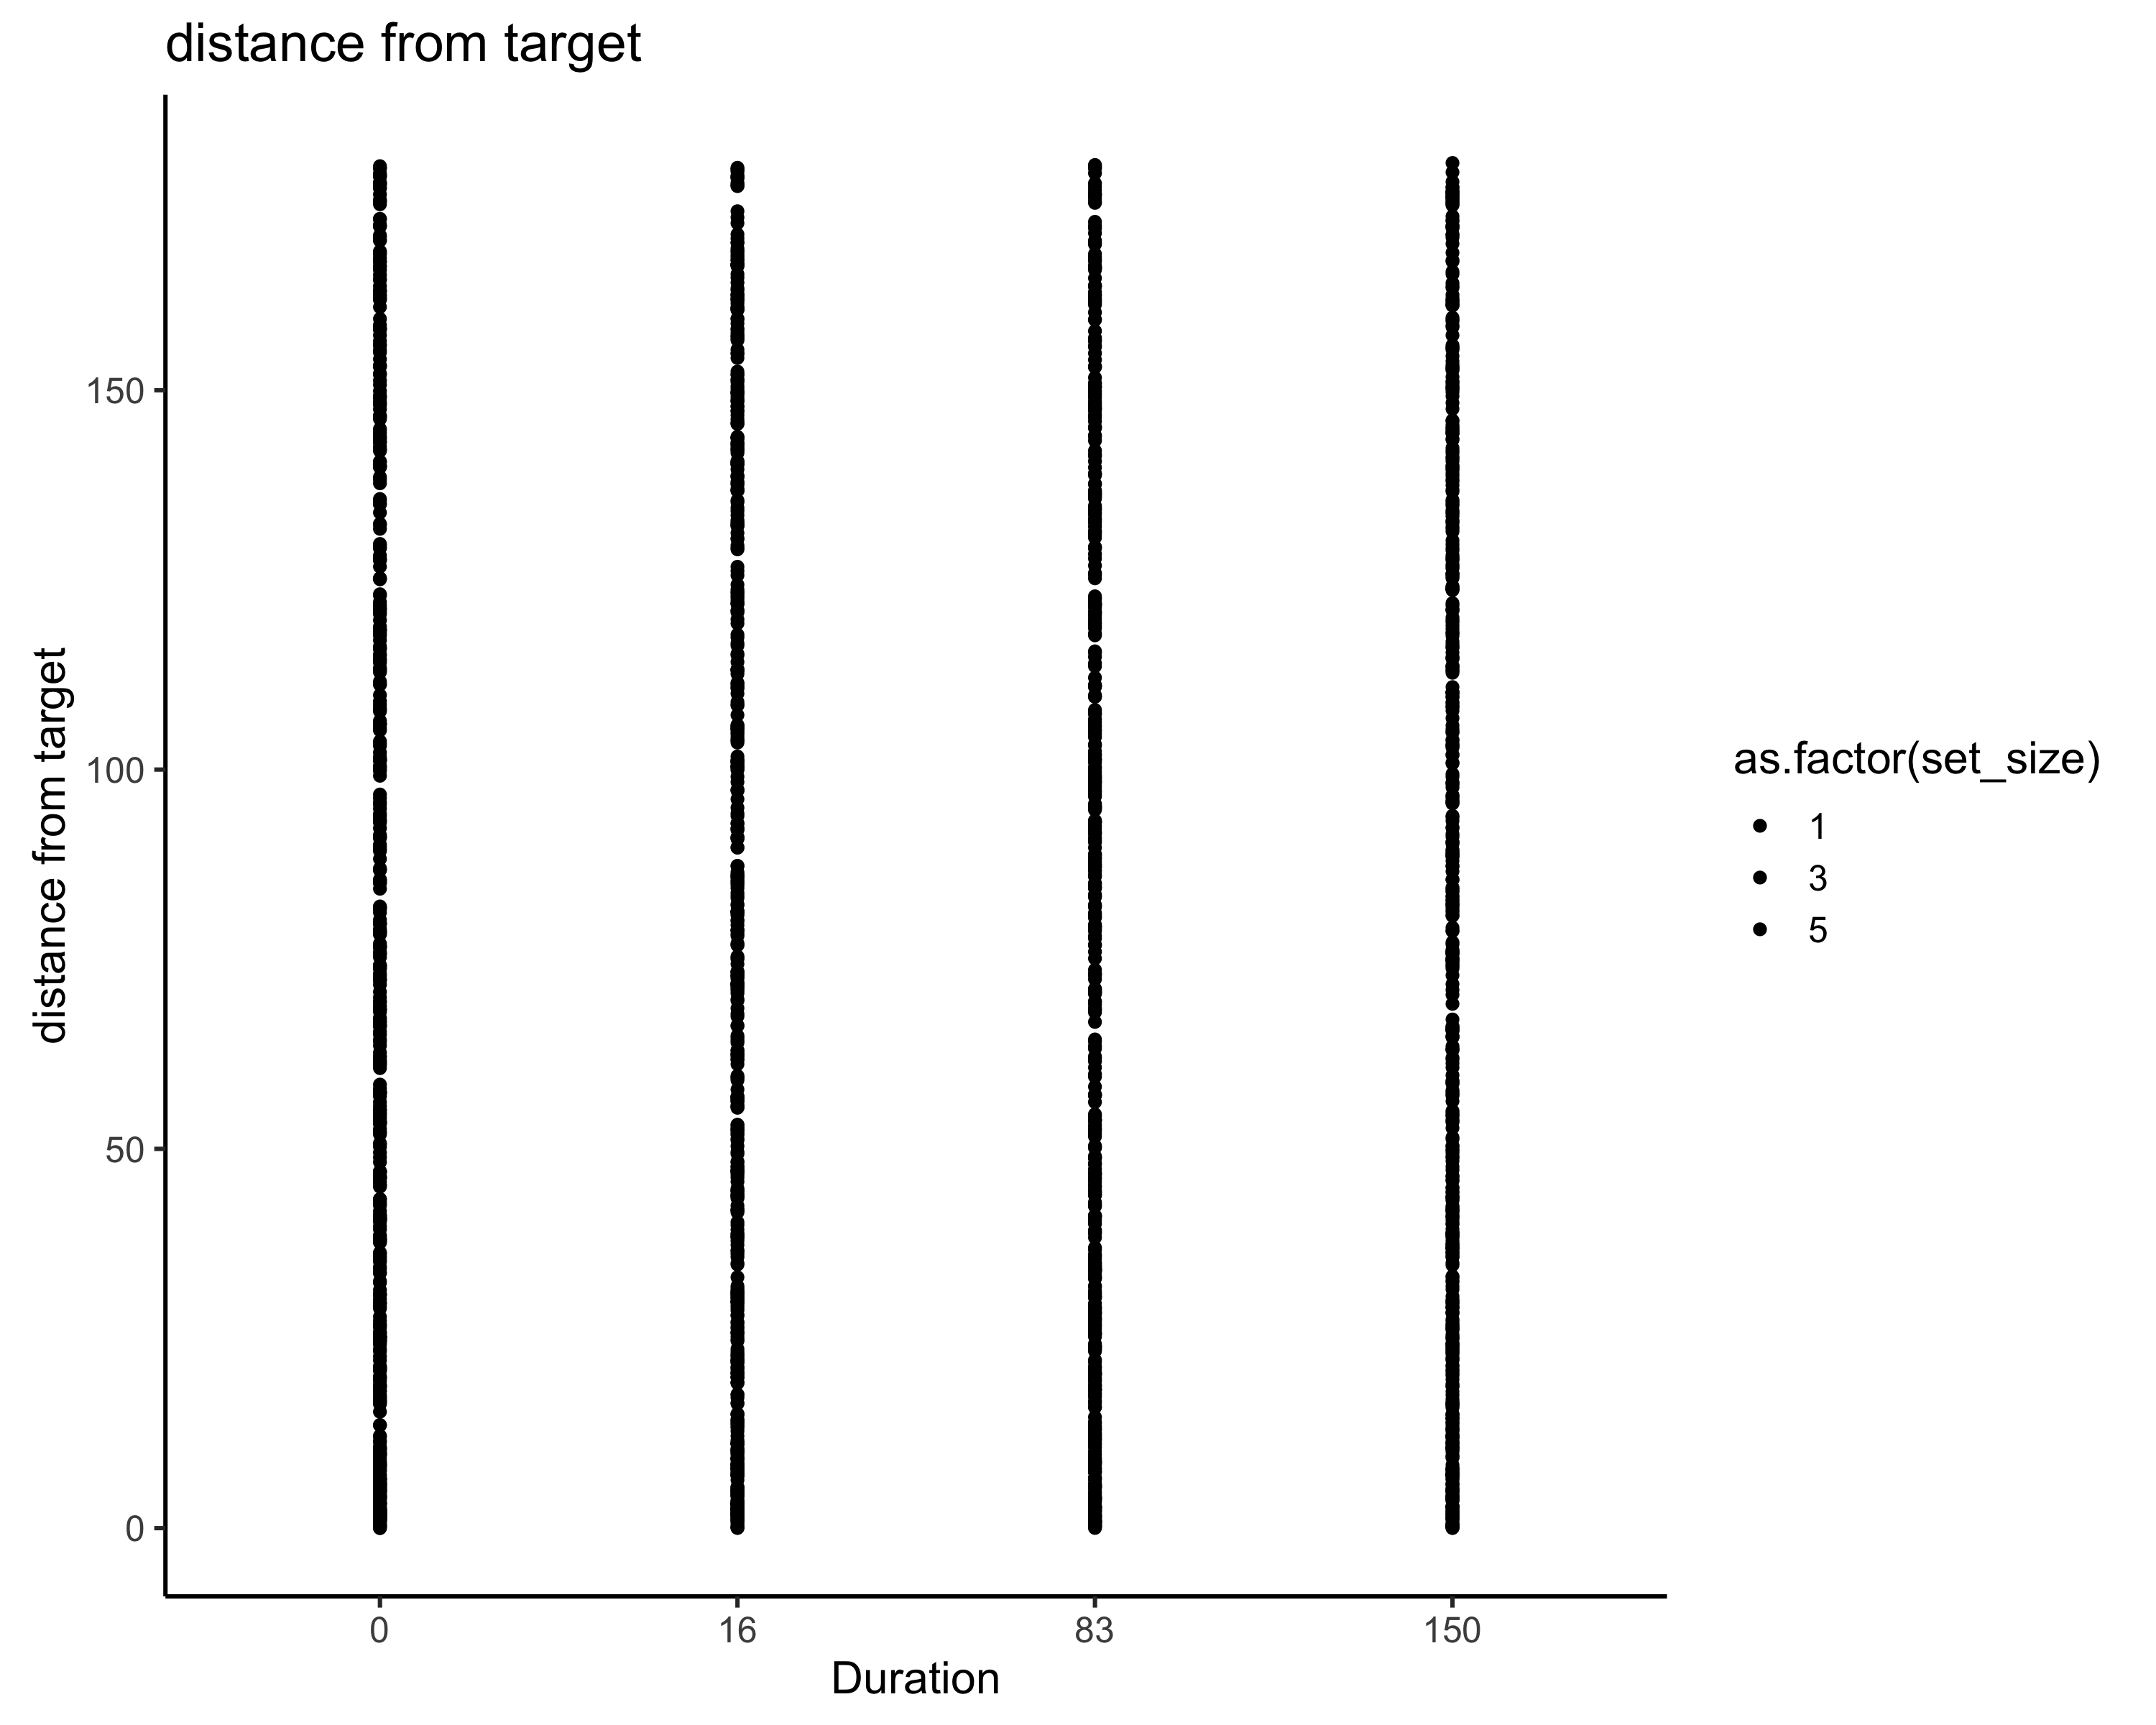 distance from target
distance from target
150
100
50
0
0 16 83 150
Duration
as.factor(set_size)
1
3
5